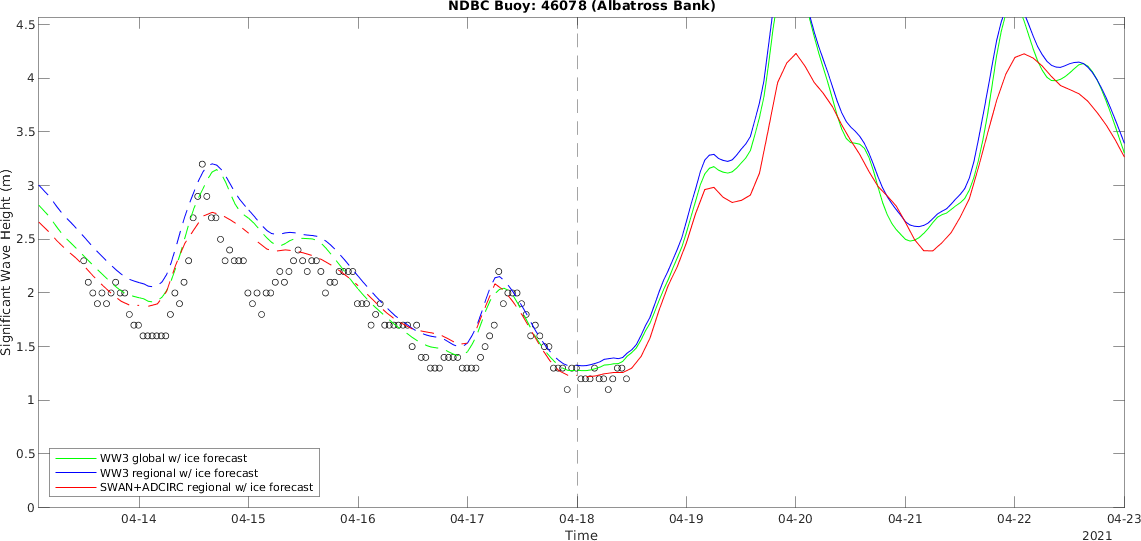 NDBC Buoy: 46078 (Albatross Bank)
4.5
4
3.5
3
2.5
2
1.5
1
0.5
0
Significant Wave Height (m)
WW3 global w/ ice forecast
WW3 regional w/ ice forecast
SWAN+ADCIRC regional w/ ice forecast
04-14 04-15 04-16 04-17 04-18 04-19 04-20 04-21 04-22 04-23
Time
2021